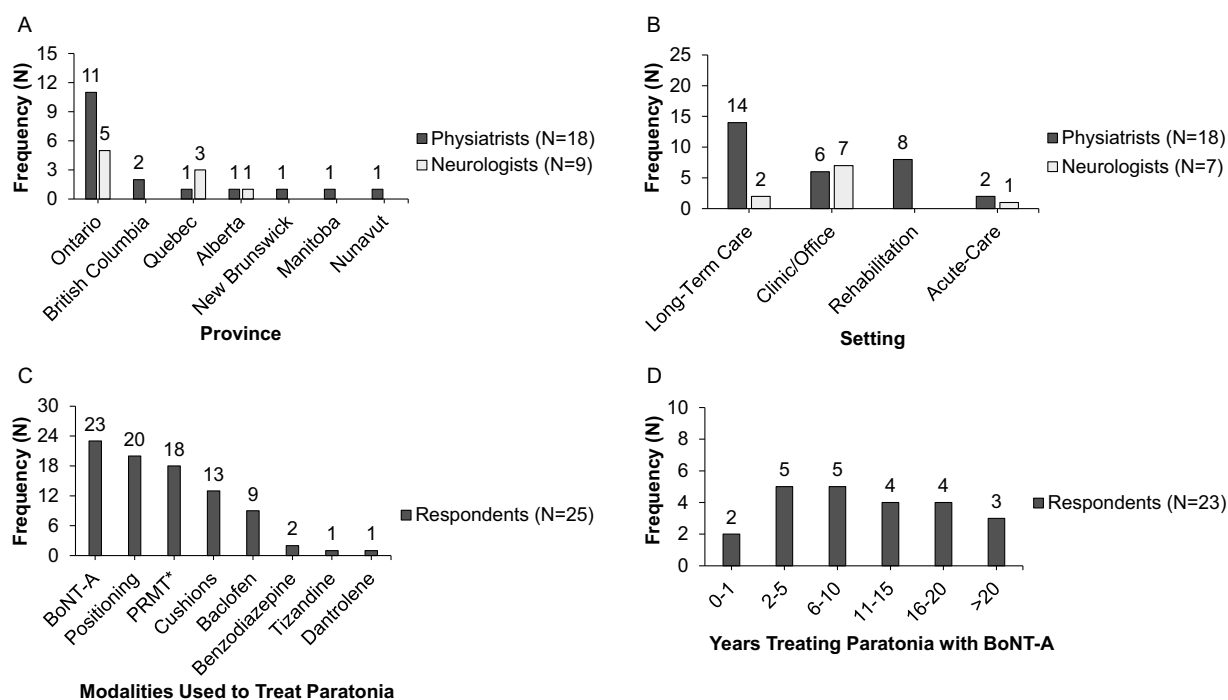 A
Frequency (N)
15
12
9
6
3
0
11
5
2
1
3
1
1
1
1
1
Ontario
British Columbia
Quebec
Alberta
New Brunswick
Manitoba
Nunavut
Province
Physiatrists (N=18)
Neurologists (N=9)
B
Frequency (N)
25
20
15
10
5
0
14
2
6
7
8
2
1
Long-Term Care
Clinic/Office
Rehabilitation
Acute-Care
Setting
Physiatrists (N=18)
Neurologists (N=7)
C
Frequency (N)
30
24
18
12
6
0
23
20
18
13
9
2
1
1
BoNT-A
Positioning
PRMT*
Cushions
Baclofen
Benzodiazepine
Tizandine
Dantrolene
Modalities Used to Treat Paratonia
Respondents (N=25)
D
Frequency (N)
10
8
6
4
2
0
2
5
5
4
4
3
0-1
2-5
6-10
11-15
16-20
>20
Years Treating Paratonia with BoNT-A
Respondents (N=23)